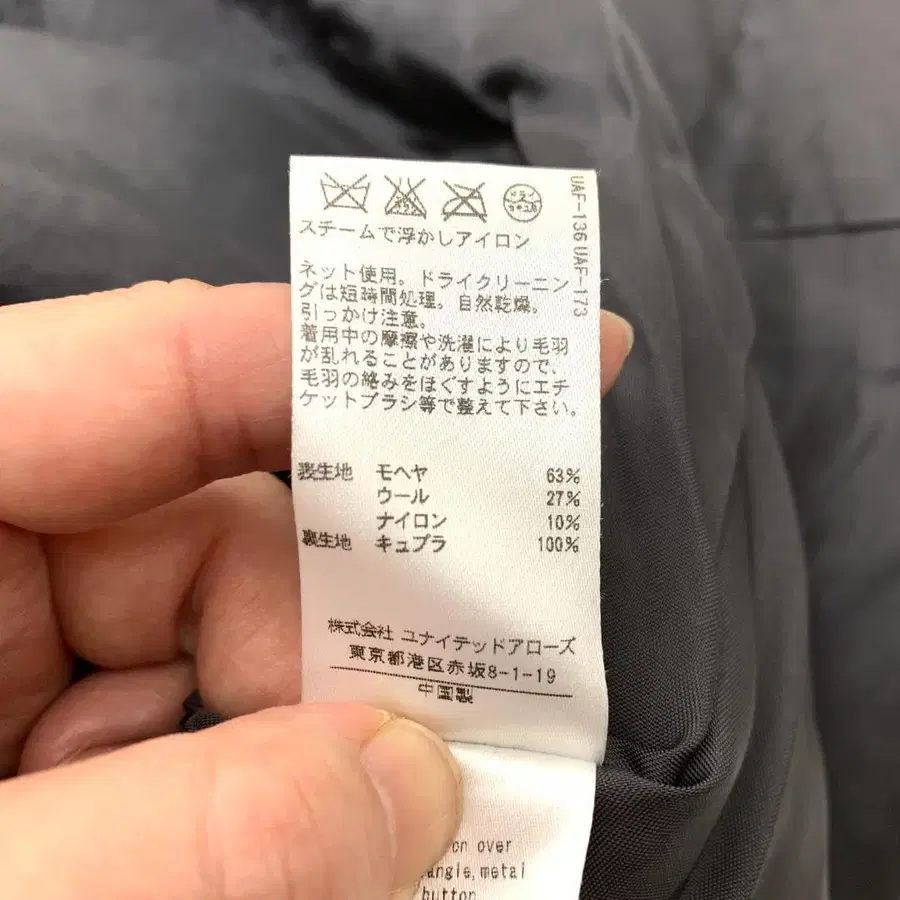 スチームで浮かしアイロン
ネット使用。ドライクリーニン
グは短時間処理。自然乾燥。
引っかけ注意。
着用中の摩擦や洗濯により毛羽
が乱れることがありますので、
毛羽の絡みをほぐすようにエチ
ケットブラシ等で整えて下さい。
表生地 モヘヤ 63%
ウール 27%
ナイロン 10%
裏生地 キュプラ 100%
株式会社 ユナイテッドアローズ
東京都港区赤坂8-1-19
中国製
UAF-136 UAF-173
on over
angle,metal
button